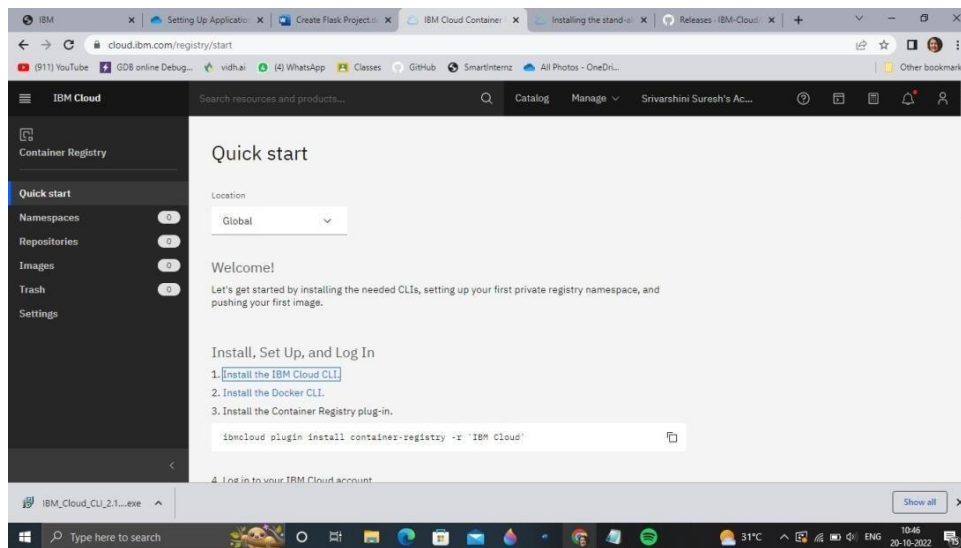 IBM
Setting Up Applicatio
Create Flask Project.d
IBM Cloud Container
Installing the stand-a
Releases · IBM-Cloud
cloud.ibm.com/registry/start
(911) YouTube
GDB online Debug...
vidh.ai
(4) WhatsApp
Classes
GitHub
SmartInternz
All Photos - OneDri...
Other bookmark
IBM Cloud
Search resources and products...
Catalog
Manage
Srivarshini Suresh's Ac...
Container Registry
Quick start
Namespaces 0
Repositories 0
Images 0
Trash 0
Settings
Quick start
Location
Global
Welcome!
Let's get started by installing the needed CLIs, setting up your first private registry namespace, and
pushing your first image.
Install, Set Up, and Log In
1. Install the IBM Cloud CLI.
2. Install the Docker CLI.
3. Install the Container Registry plug-in.
ibmcloud plugin install container-registry -r 'IBM Cloud'
4. Log in to your IBM Cloud account
IBM_Cloud_CLI_2.1....exe
Show all
Type here to search
31°C
ENG
10:46
20-10-2022
15